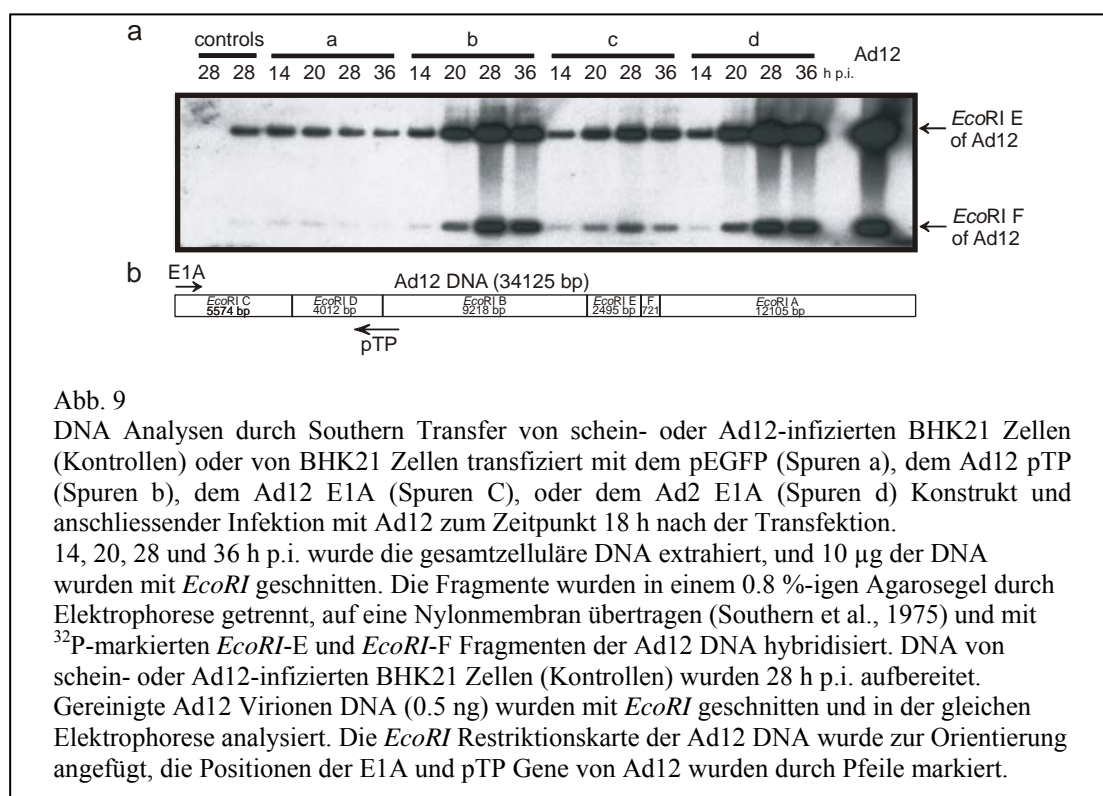 a
controls a b c d Ad12
28 28 14 20 28 36 14 20 28 36 14 20 28 36 14 20 28 36 h p.i.
EcoRI E
of Ad12
EcoRI F
of Ad12
b
E1A
Ad12 DNA (34125 bp)
EcoRI C EcoRI D EcoRI B EcoRI E F EcoRI A
5574 bp 4012 bp 9218 bp 2495 bp 721 12105 bp
pTP
Abb. 9
DNA Analysen durch Southern Transfer von schein- oder Ad12-infizierten BHK21 Zellen
(Kontrollen) oder von BHK21 Zellen transfiziert mit dem pEGFP (Spuren a), dem Ad12 pTP
(Spuren b), dem Ad12 E1A (Spuren C), oder dem Ad2 E1A (Spuren d) Konstrukt und
anschliessender Infektion mit Ad12 zum Zeitpunkt 18 h nach der Transfektion.
14, 20, 28 und 36 h p.i. wurde die gesamtzelluläre DNA extrahiert, und 10 µg der DNA
wurden mit EcoRI geschnitten. Die Fragmente wurden in einem 0.8 %-igen Agarosegel durch
Elektrophorese getrennt, auf eine Nylonmembran übertragen (Southern et al., 1975) und mit
³²P-markierten EcoRI-E und EcoRI-F Fragmenten der Ad12 DNA hybridisiert. DNA von
schein- oder Ad12-infizierten BHK21 Zellen (Kontrollen) wurden 28 h p.i. aufbereitet.
Gereinigte Ad12 Virionen DNA (0.5 ng) wurden mit EcoRI geschnitten und in der gleichen
Elektrophorese analysiert. Die EcoRI Restriktionskarte der Ad12 DNA wurde zur Orientierung
angefügt, die Positionen der E1A und pTP Gene von Ad12 wurden durch Pfeile markiert.